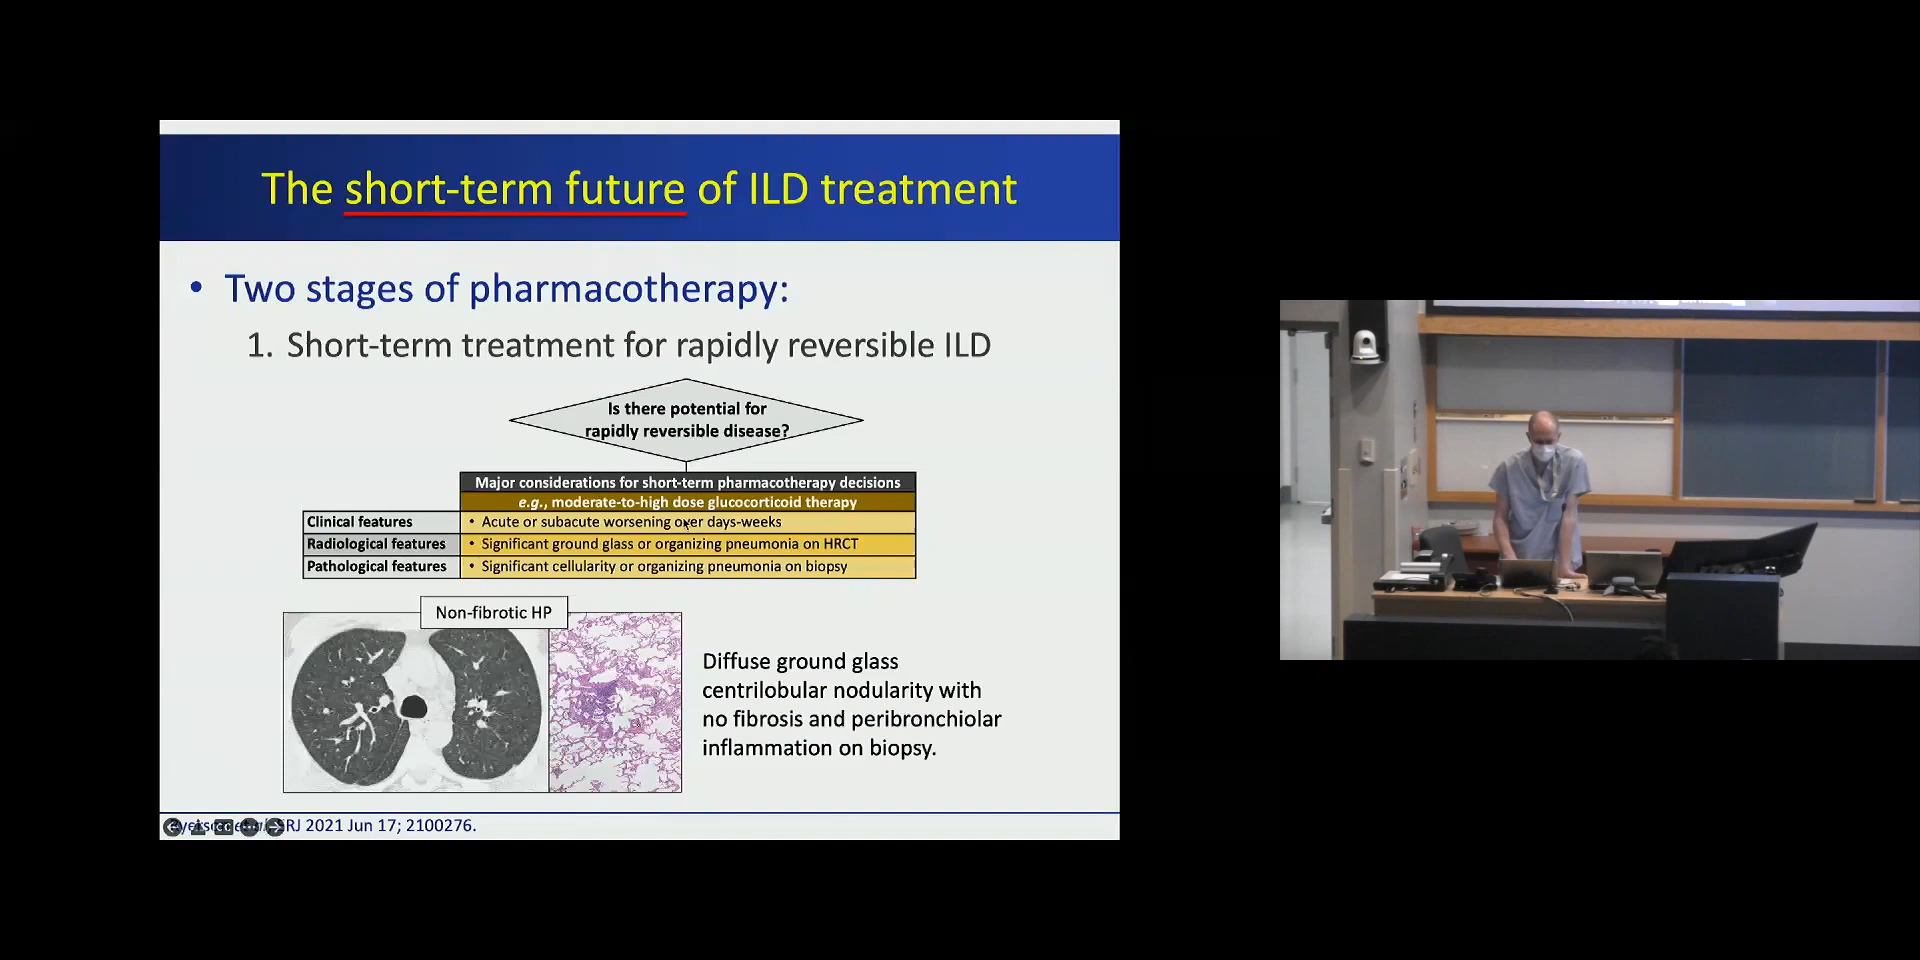 The short-term future of ILD treatment
• Two stages of pharmacotherapy:
1. Short-term treatment for rapidly reversible ILD
Is there potential for
rapidly reversible disease?
Major considerations for short-term pharmacotherapy decisions
e.g., moderate-to-high dose glucocorticoid therapy
Clinical features • Acute or subacute worsening over days-weeks
Radiological features • Significant ground glass or organizing pneumonia on HRCT
Pathological features • Significant cellularity or organizing pneumonia on biopsy
Non-fibrotic HP
Diffuse ground glass
centrilobular nodularity with
no fibrosis and peribronchiolar
inflammation on biopsy.
2021 Jun 17; 2100276.